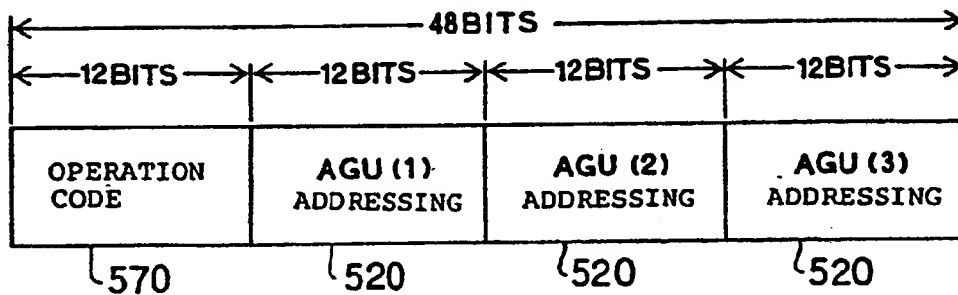 48BITS
12BITS 12BITS 12BITS 12BITS
OPERATION CODE
AGU (1) ADDRESSING
AGU (2) ADDRESSING
AGU (3) ADDRESSING
570 520 520 520